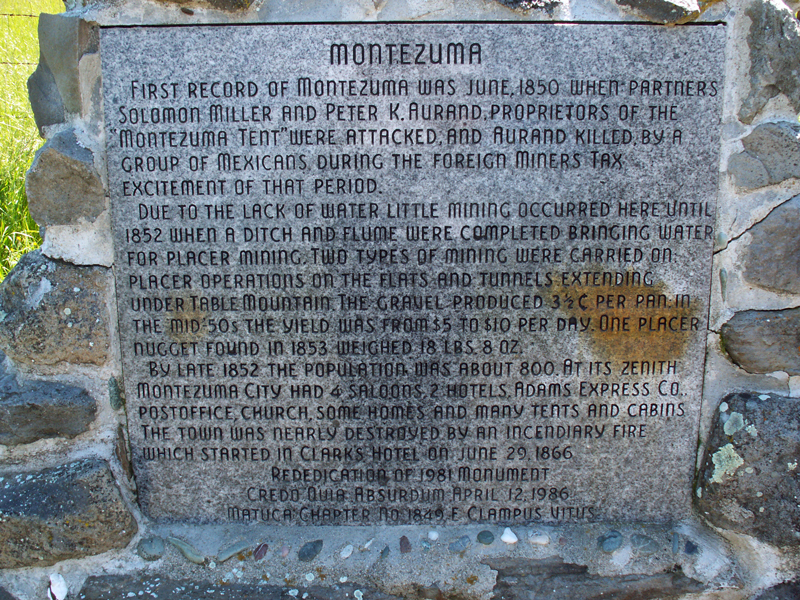 MONTEZUMA
FIRST RECORD OF MONTEZUMA WAS JUNE, 1850 WHEN PARTNERS
SOLOMON MILLER AND PETER K. AURAND, PROPRIETORS OF THE
"MONTEZUMA TENT" WERE ATTACKED, AND AURAND KILLED, BY A
GROUP OF MEXICANS DURING THE FOREIGN MINERS TAX
EXCITEMENT OF THAT PERIOD.
DUE TO THE LACK OF WATER LITTLE MINING OCCURRED HERE UNTIL
1852 WHEN A DITCH AND FLUME WERE COMPLETED BRINGING WATER
FOR PLACER MINING. TWO TYPES OF MINING WERE CARRIED ON;
PLACER OPERATIONS ON THE FLATS AND TUNNELS EXTENDING
UNDER TABLE MOUNTAIN. THE GRAVEL PRODUCED 3½¢ PER PAN. IN
THE MID-50S THE YIELD WAS FROM $5 TO $10 PER DAY. ONE PLACER
NUGGET FOUND IN 1853 WEIGHED 18 LBS. 8 OZ.
BY LATE 1852 THE POPULATION WAS ABOUT 800. AT ITS ZENITH
MONTEZUMA CITY HAD 4 SALOONS, 2 HOTELS, ADAMS EXPRESS CO.,
POSTOFFICE, CHURCH, SOME HOMES AND MANY TENTS AND CABINS
THE TOWN WAS NEARLY DESTROYED BY AN INCENDIARY FIRE
WHICH STARTED IN CLARK'S HOTEL ON JUNE 29, 1866.
REDEDICATION OF 1981 MONUMENT
CREDO QUIA ABSURDUM APRIL 12, 1986
MATUCA CHAPTER NO. 1849, E CLAMPUS VITUS